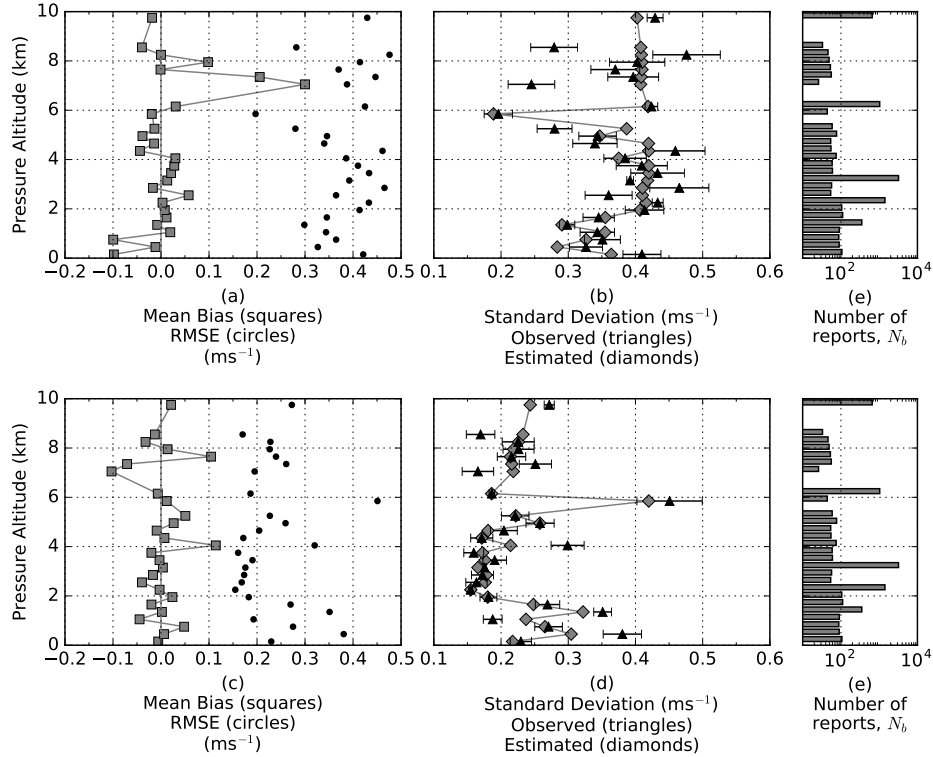 10
8
6
4
2
0
Pressure Altitude (km)
−0.2 −0.1 0.0 0.1 0.2 0.3 0.4 0.5
(a)
Mean Bias (squares)
RMSE (circles)
(ms⁻¹)
0.1 0.2 0.3 0.4 0.5 0.6
(b)
Standard Deviation (ms⁻¹)
Observed (triangles)
Estimated (diamonds)
10² 10⁴
(e)
Number of
reports, N_b
10
8
6
4
2
0
Pressure Altitude (km)
−0.2 −0.1 0.0 0.1 0.2 0.3 0.4 0.5
(c)
Mean Bias (squares)
RMSE (circles)
(ms⁻¹)
0.1 0.2 0.3 0.4 0.5 0.6
(d)
Standard Deviation (ms⁻¹)
Observed (triangles)
Estimated (diamonds)
10² 10⁴
(e)
Number of
reports, N_b